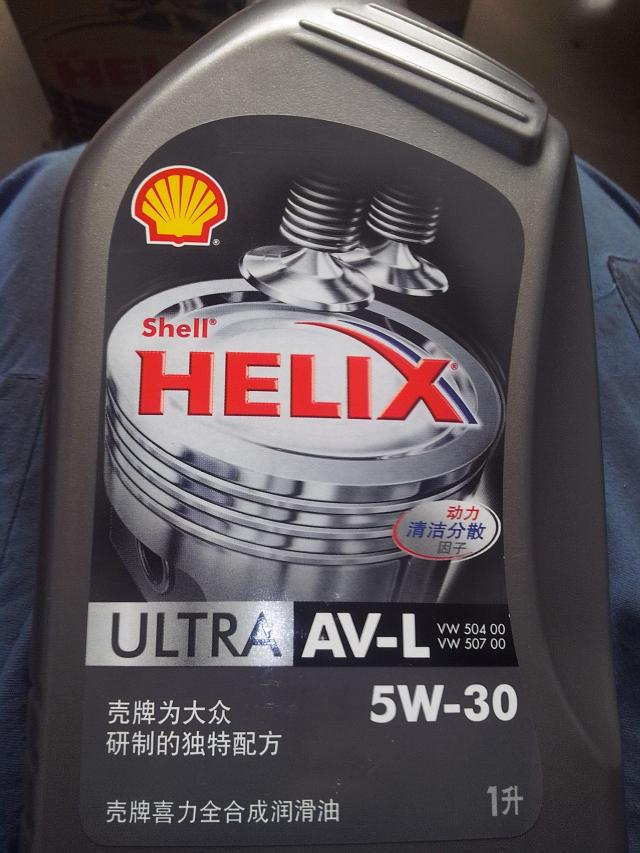 HELIX
Shell®
HELIX®
动力
清洁分散
因子
ULTRA AV-L VW 504 00
VW 507 00
5W-30
壳牌为大众
研制的独特配方
壳牌喜力全合成润滑油
1升